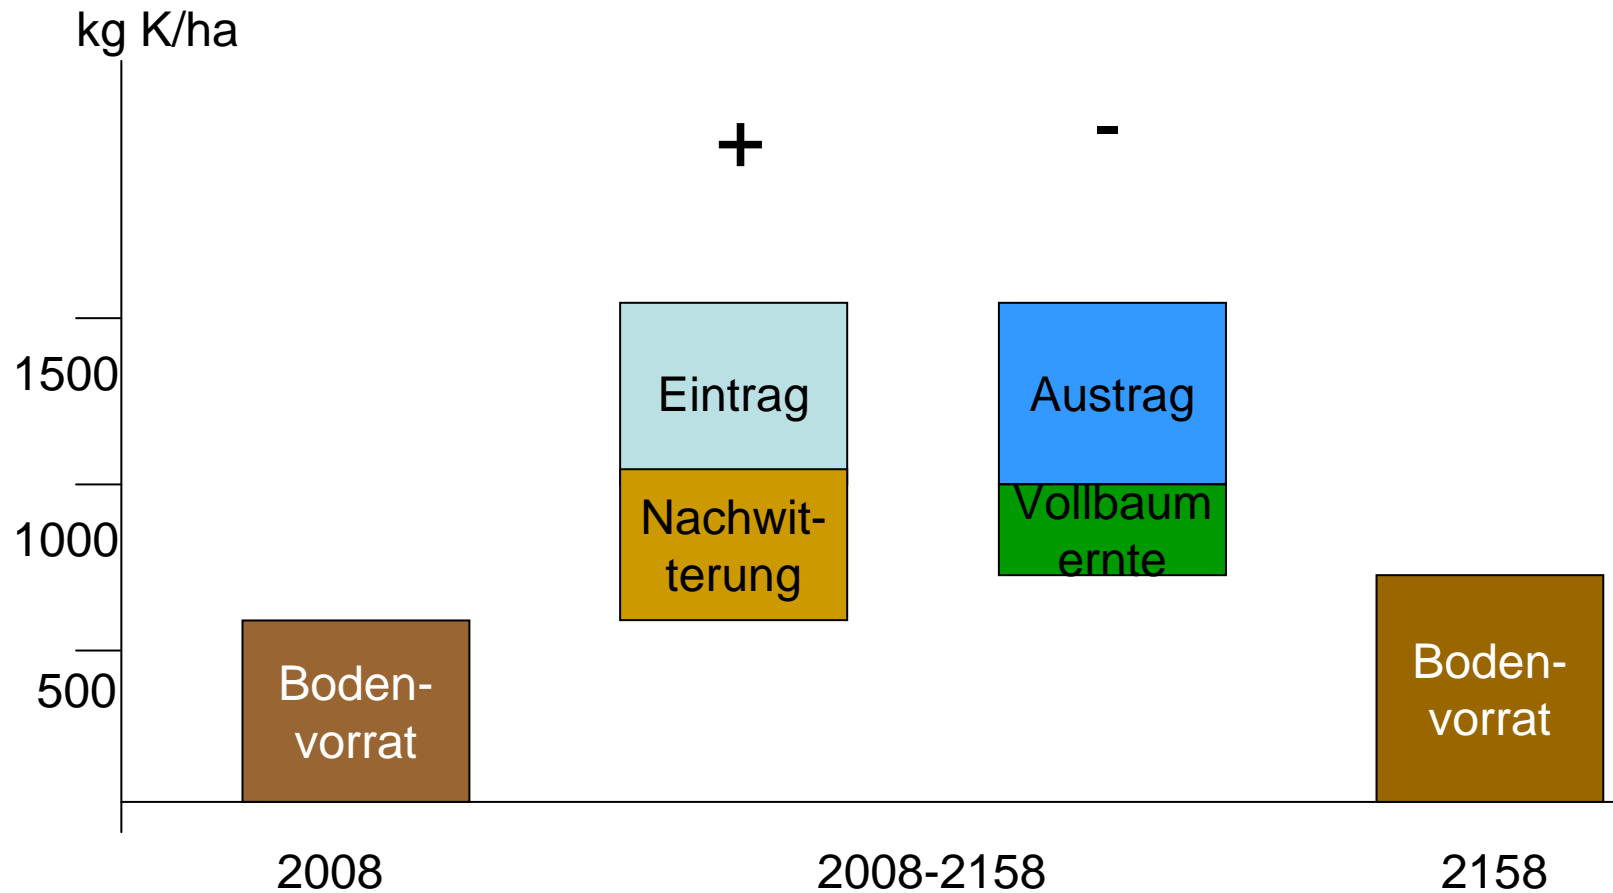 kg K/ha
+
-
1500
1000
500
Eintrag
Austrag
Nachwit-
terung
Vollbaum
ernte
Boden-
vorrat
Boden-
vorrat
2008
2008-2158
2158